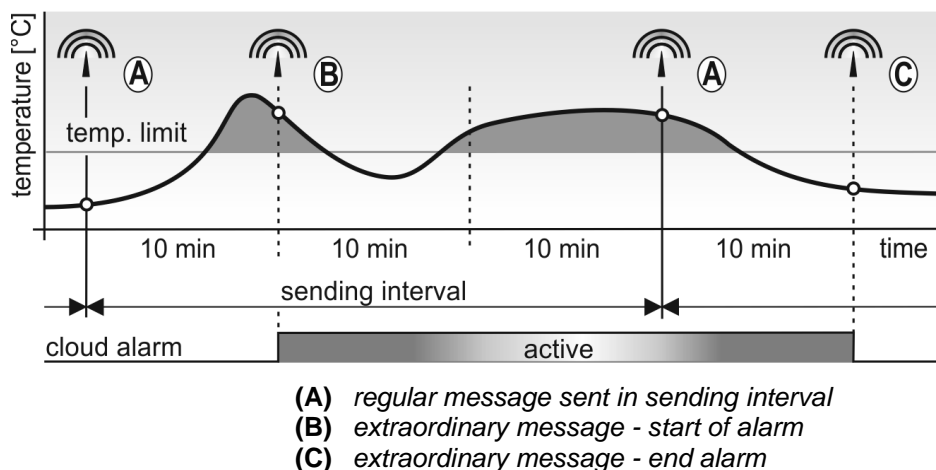 temperature [°C]
A
B
A
C
temp. limit
10 min
10 min
10 min
10 min
time
sending interval
cloud alarm
active
(A) regular message sent in sending interval
(B) extraordinary message - start of alarm
(C) extraordinary message - end alarm